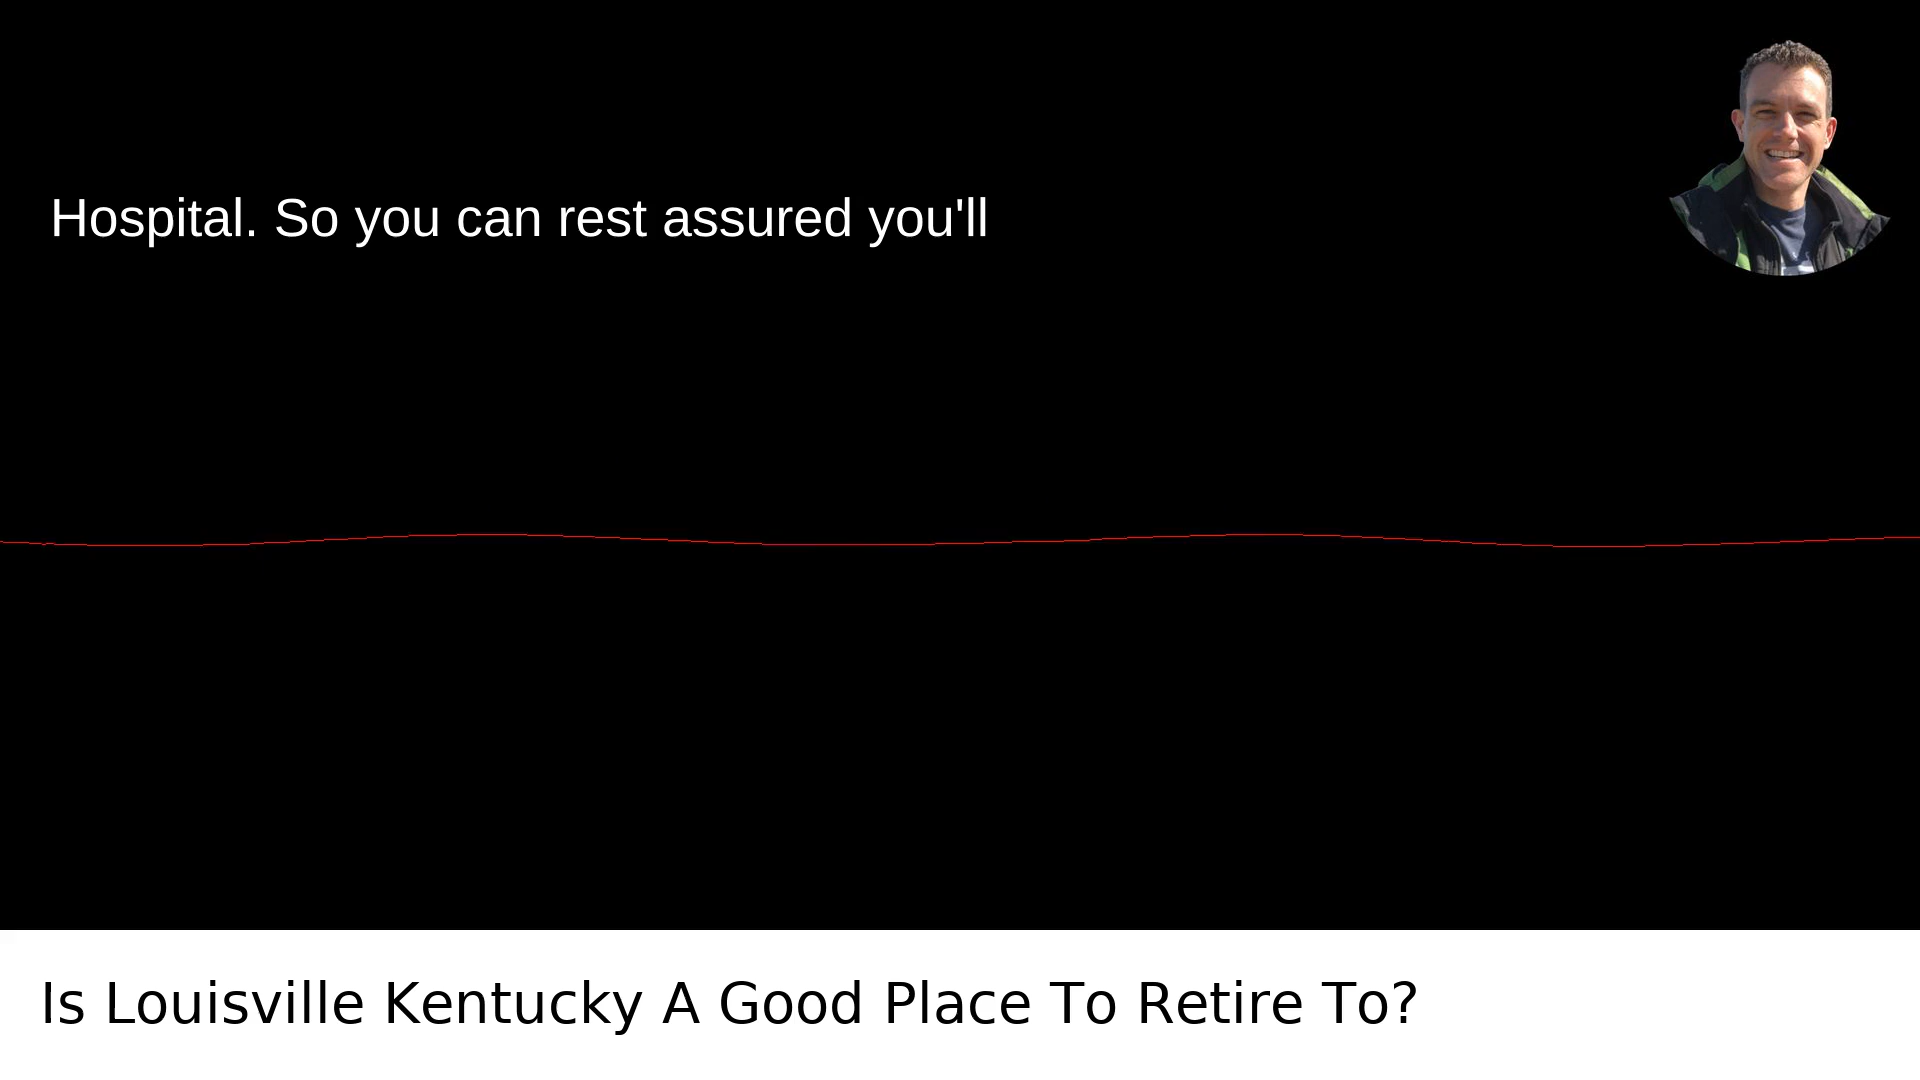 Hospital. So you can rest assured you'll
Is Louisville Kentucky A Good Place To Retire To?